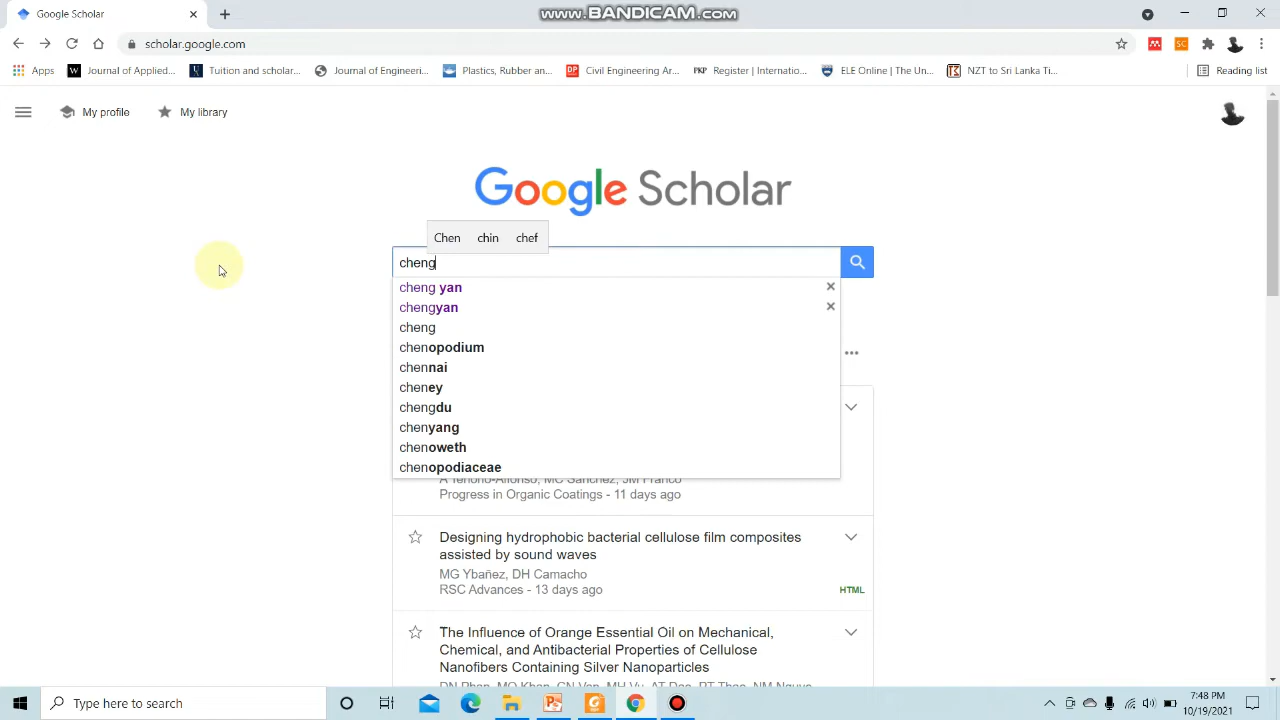 Google Scholar
www.BANDICAM.com
scholar.google.com
SC
Apps
Journal of Applied...
Tuition and scholar...
Journal of Engineeri...
Plastics, Rubber an...
DP
Civil Engineering Ar...
PKP
Register | Internatio...
ELE Online | The Un...
NZT to Sri Lanka Ti...
Reading list
My profile
My library
Google Scholar
Chen chin chef
cheng
cheng yan
chengyan
cheng
chenopodium
chennai
cheney
chengdu
chenyang
chenoweth
chenopodiaceae
Progress in Organic Coatings - 11 days ago
Designing hydrophobic bacterial cellulose film composites
assisted by sound waves
MG Ybañez, DH Camacho
RSC Advances - 13 days ago
HTML
The Influence of Orange Essential Oil on Mechanical,
Chemical, and Antibacterial Properties of Cellulose
Nanofibers Containing Silver Nanoparticles
Type here to search
7:48 PM
10/19/2021